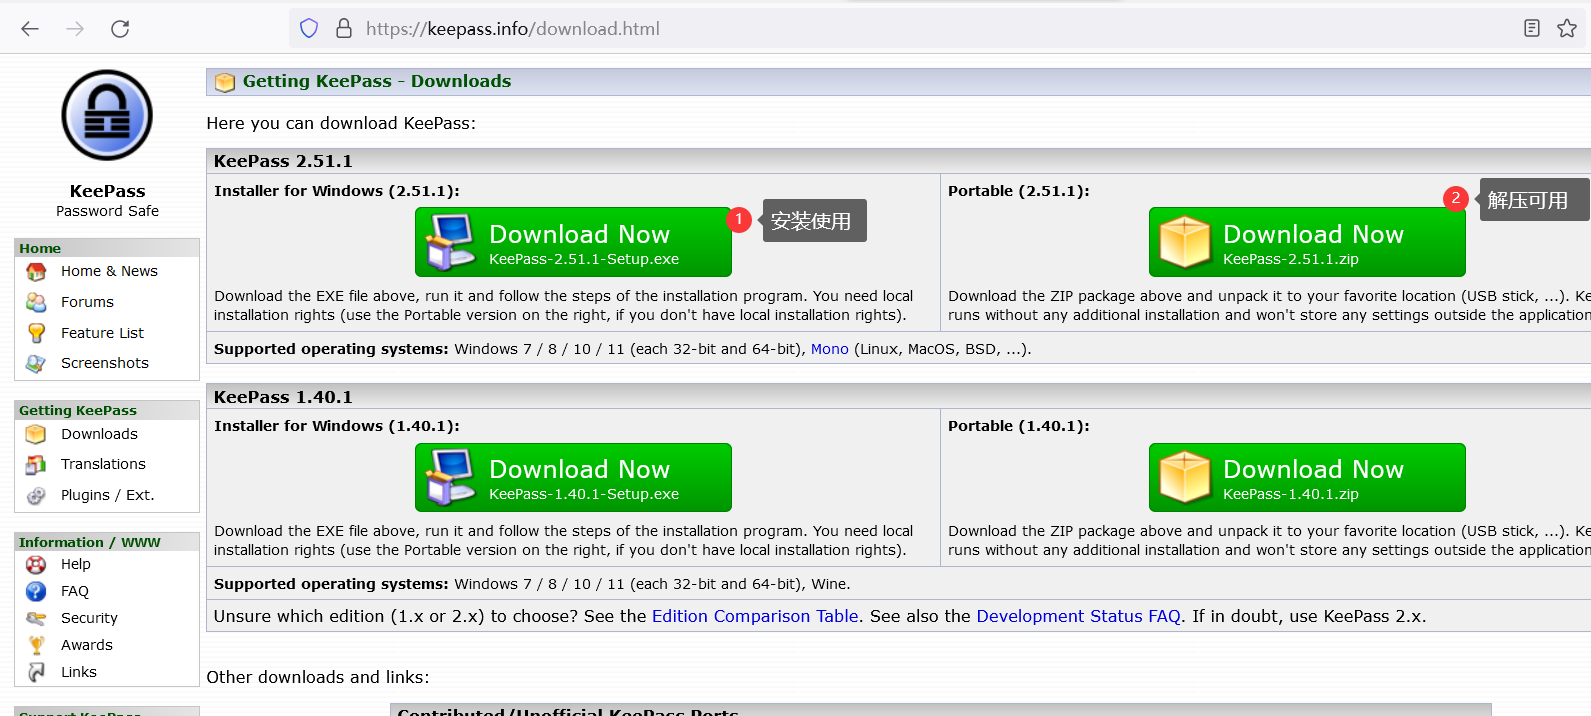 https://keepass.info/download.html
KeePass
Password Safe
Home
Home & News
Forums
Feature List
Screenshots
Getting KeePass
Downloads
Translations
Plugins / Ext.
Information / WWW
Help
FAQ
Security
Awards
Links
Getting KeePass - Downloads
Here you can download KeePass:
KeePass 2.51.1
Installer for Windows (2.51.1):
Download Now
KeePass-2.51.1-Setup.exe
1
安装使用
Download the EXE file above, run it and follow the steps of the installation program. You need local
installation rights (use the Portable version on the right, if you don't have local installation rights).
Portable (2.51.1):
Download Now
KeePass-2.51.1.zip
2
解压可用
Download the ZIP package above and unpack it to your favorite location (USB stick, ...). Ke
runs without any additional installation and won't store any settings outside the application
Supported operating systems: Windows 7 / 8 / 10 / 11 (each 32-bit and 64-bit), Mono (Linux, MacOS, BSD, ...).
KeePass 1.40.1
Installer for Windows (1.40.1):
Download Now
KeePass-1.40.1-Setup.exe
Download the EXE file above, run it and follow the steps of the installation program. You need local
installation rights (use the Portable version on the right, if you don't have local installation rights).
Portable (1.40.1):
Download Now
KeePass-1.40.1.zip
Download the ZIP package above and unpack it to your favorite location (USB stick, ...). Ke
runs without any additional installation and won't store any settings outside the application
Supported operating systems: Windows 7 / 8 / 10 / 11 (each 32-bit and 64-bit), Wine.
Unsure which edition (1.x or 2.x) to choose? See the Edition Comparison Table. See also the Development Status FAQ. If in doubt, use KeePass 2.x.
Other downloads and links:
Support KeePass
Contributed/Unofficial KeePass Ports